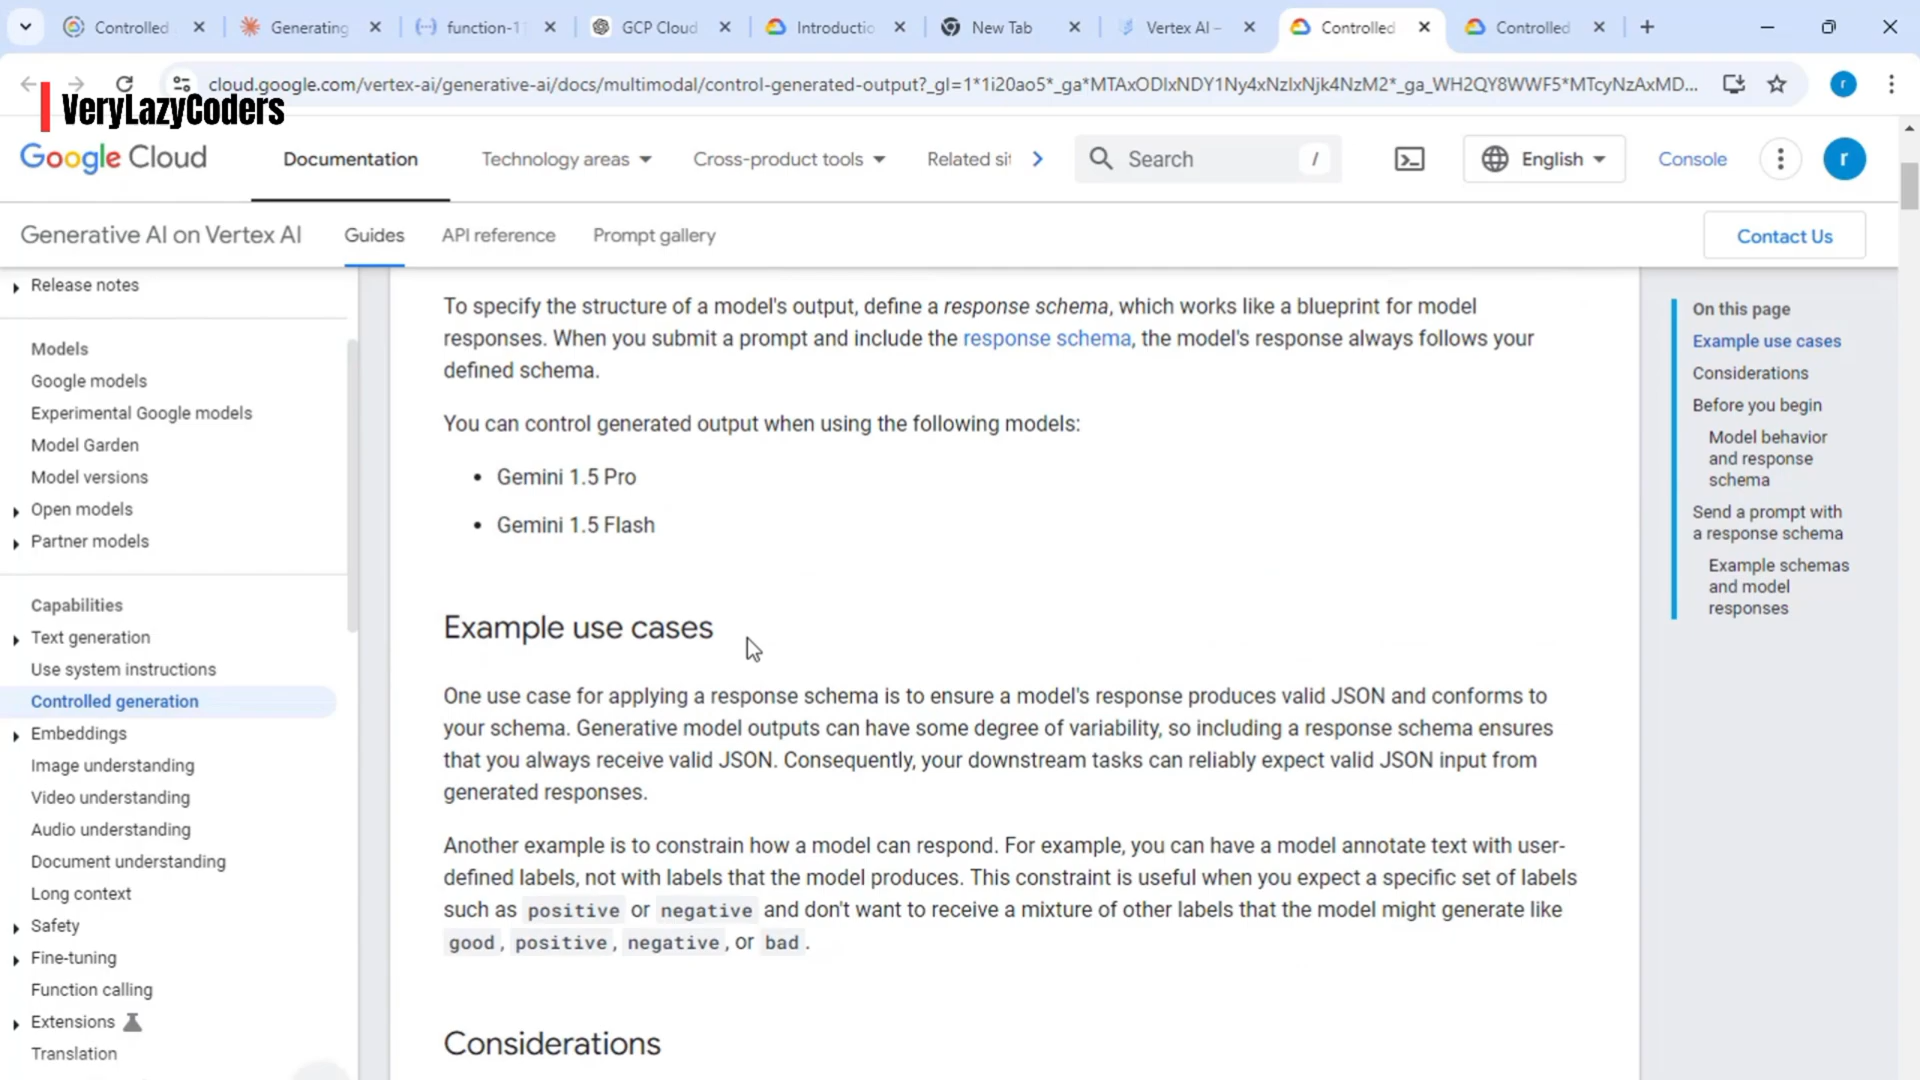 Controlled
Generating
function-1
GCP Cloud
Introductio
New Tab
Vertex AI –
Controlled
Controlled
cloud.google.com/vertex-ai/generative-ai/docs/multimodal/control-generated-output?_gl=1*1i20ao5*_ga*MTAxODIxNDY1Ny4xNzIxNjk4NzM2*_ga_WH2QY8WWF5*MTcyNzAxMD...
r
VeryLazyCoders
Google Cloud
Documentation
Technology areas
Cross-product tools
Related sit
Search
/
English
Console
r
Generative AI on Vertex AI
Guides
API reference
Prompt gallery
Contact Us
Release notes
Models
Google models
Experimental Google models
Model Garden
Model versions
Open models
Partner models
Capabilities
Text generation
Use system instructions
Controlled generation
Embeddings
Image understanding
Video understanding
Audio understanding
Document understanding
Long context
Safety
Fine-tuning
Function calling
Extensions
Translation
To specify the structure of a model's output, define a response schema, which works like a blueprint for model
responses. When you submit a prompt and include the response schema, the model's response always follows your
defined schema.
You can control generated output when using the following models:
• Gemini 1.5 Pro
• Gemini 1.5 Flash
Example use cases
One use case for applying a response schema is to ensure a model's response produces valid JSON and conforms to
your schema. Generative model outputs can have some degree of variability, so including a response schema ensures
that you always receive valid JSON. Consequently, your downstream tasks can reliably expect valid JSON input from
generated responses.
Another example is to constrain how a model can respond. For example, you can have a model annotate text with user-
defined labels, not with labels that the model produces. This constraint is useful when you expect a specific set of labels
such as positive or negative and don't want to receive a mixture of other labels that the model might generate like
good, positive, negative, or bad.
Considerations
On this page
Example use cases
Considerations
Before you begin
Model behavior
and response
schema
Send a prompt with
a response schema
Example schemas
and model
responses